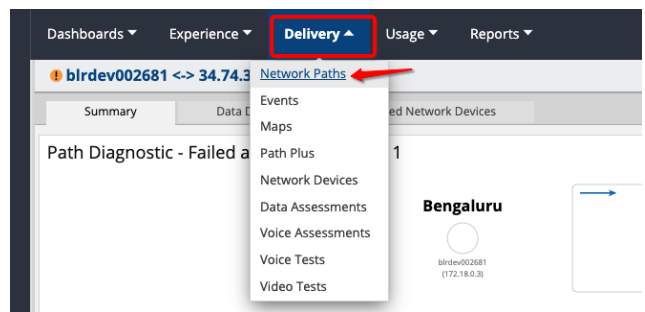 Dashboards Experience Delivery Usage Reports
blrdev002681 <-> 34.74.3
Network Paths
Summary
Data D
Events
ed Network Devices
Maps
Path Diagnostic - Failed a
Path Plus
1
Network Devices
Data Assessments
Bengaluru
Voice Assessments
Voice Tests
blrdev002681
(172.18.0.3)
Video Tests